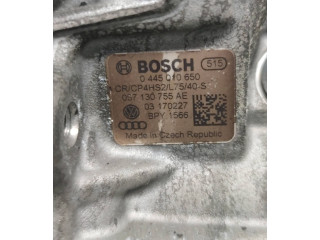 BOSCH 515
0 445 010 650
CR/CP4HS2/L75/40-S
057 130 755 AE
03 170227
SPY 1566
Made in Czech Republic